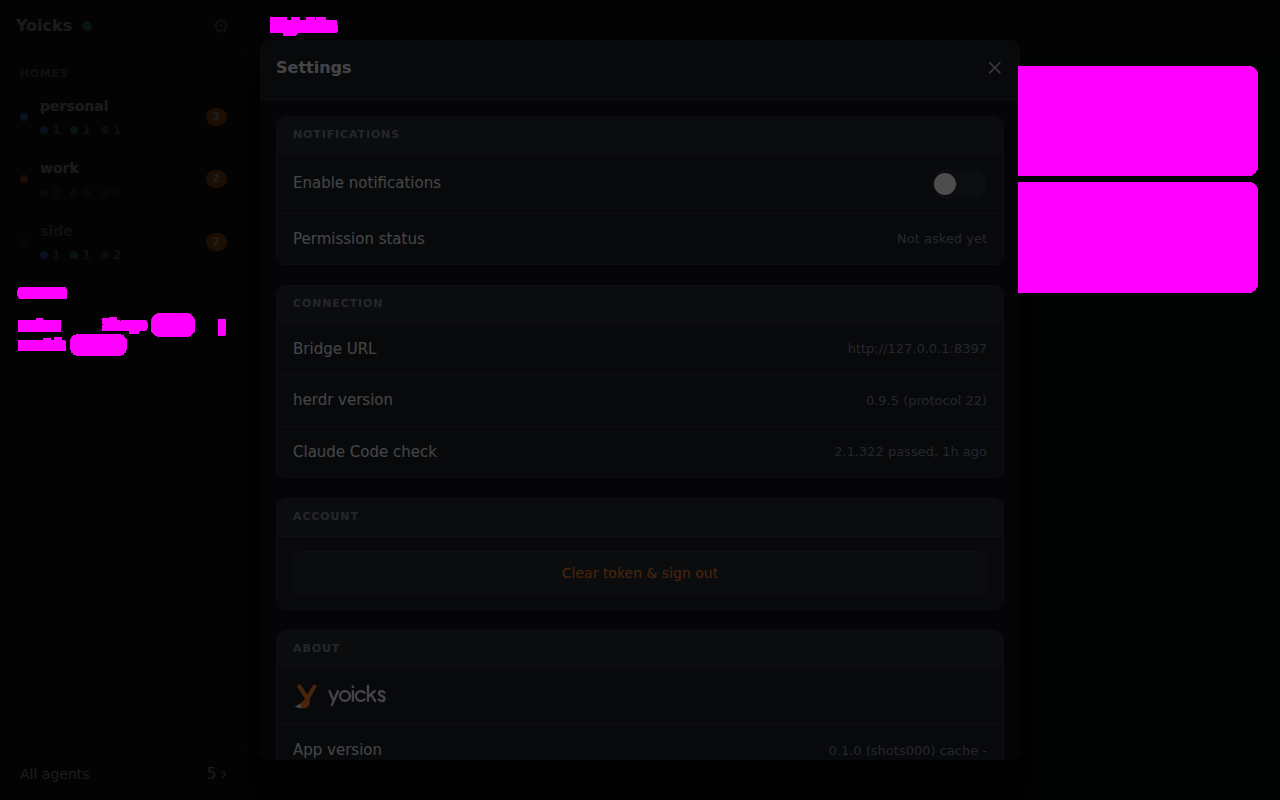 Yoicks
HOMES
personal
3
1 1 1
work
2
0 0 0
side
2
1 1 2
All agents
5 ›
Settings
NOTIFICATIONS
Enable notifications
Permission status
Not asked yet
CONNECTION
Bridge URL
http://127.0.0.1:8397
herdr version
0.9.5 (protocol 22)
Claude Code check
2.1.322 passed, 1h ago
ACCOUNT
Clear token & sign out
ABOUT
yoicks
App version
0.1.0 (shots000) cache -